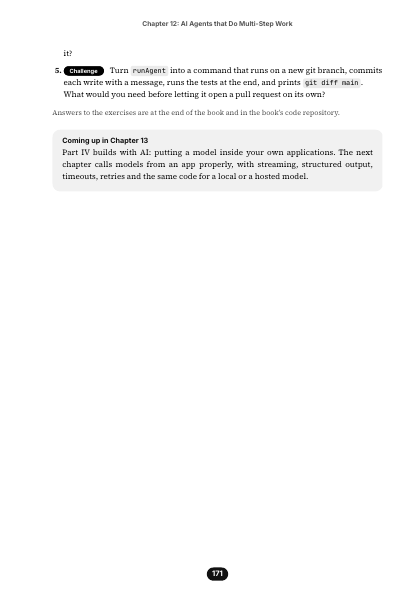 Chapter 12: AI Agents that Do Multi-Step Work
it?
5. Challenge Turn runAgent into a command that runs on a new git branch, commits
each write with a message, runs the tests at the end, and prints git diff main.
What would you need before letting it open a pull request on its own?
Answers to the exercises are at the end of the book and in the book's code repository.
Coming up in Chapter 13
Part IV builds with AI: putting a model inside your own applications. The next
chapter calls models from an app properly, with streaming, structured output,
timeouts, retries and the same code for a local or a hosted model.
171